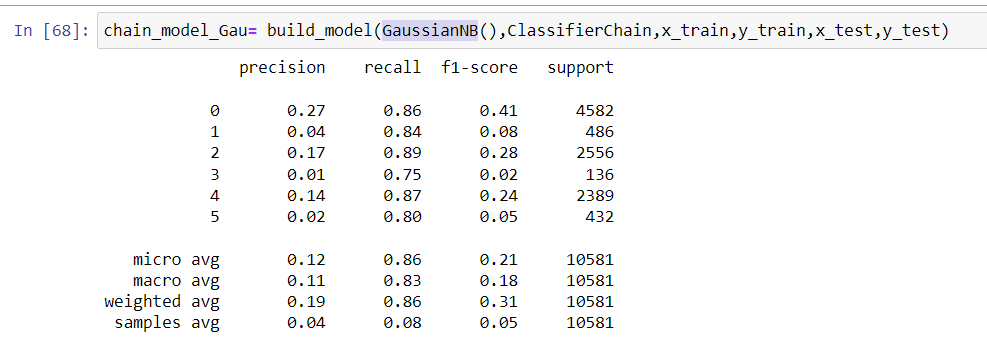 In [68]: chain_model_Gau= build_model(GaussianNB(),ClassifierChain,x_train,y_train,x_test,y_test)
precision recall f1-score support
0 0.27 0.86 0.41 4582
1 0.04 0.84 0.08 486
2 0.17 0.89 0.28 2556
3 0.01 0.75 0.02 136
4 0.14 0.87 0.24 2389
5 0.02 0.80 0.05 432
micro avg 0.12 0.86 0.21 10581
macro avg 0.11 0.83 0.18 10581
weighted avg 0.19 0.86 0.31 10581
samples avg 0.04 0.08 0.05 10581